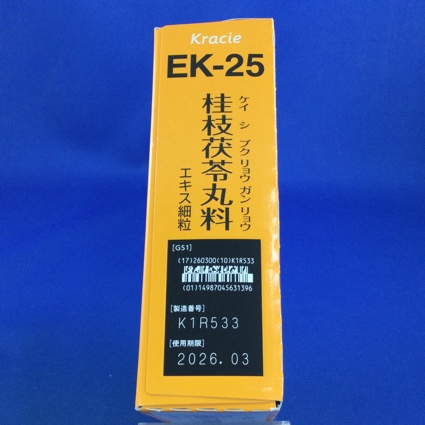 Kracie
EK-25
ケイ シ ブクリョウ ガンリョウ
桂枝茯苓丸料
エキス細粒
[GS1]
(17)260300(10)K1R533
(01)14987045631396
[製造番号]
K1R533
[使用期限]
2026.03